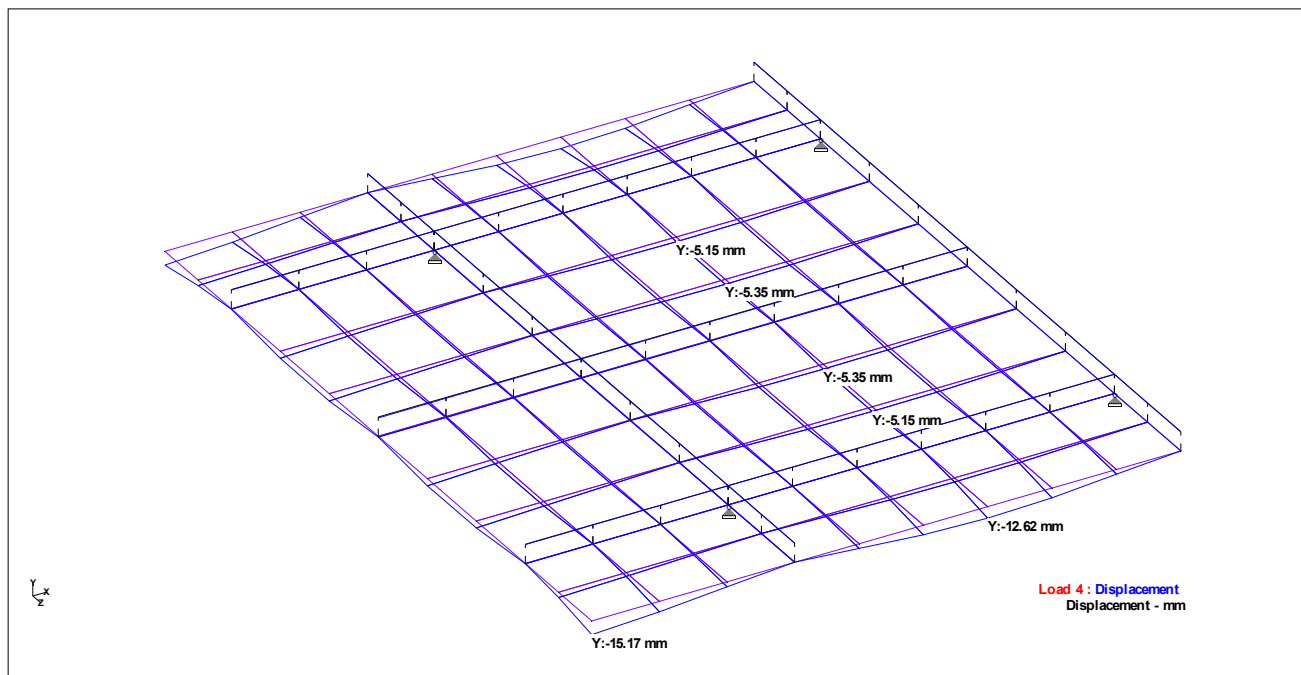 Y:-5.15 mm
Y:-5.35 mm
Y:-5.35 mm
Y:-5.15 mm
Y:-12.62 mm
Y
X
Z
Load 4 : Displacement
Displacement - mm
Y:-15.17 mm